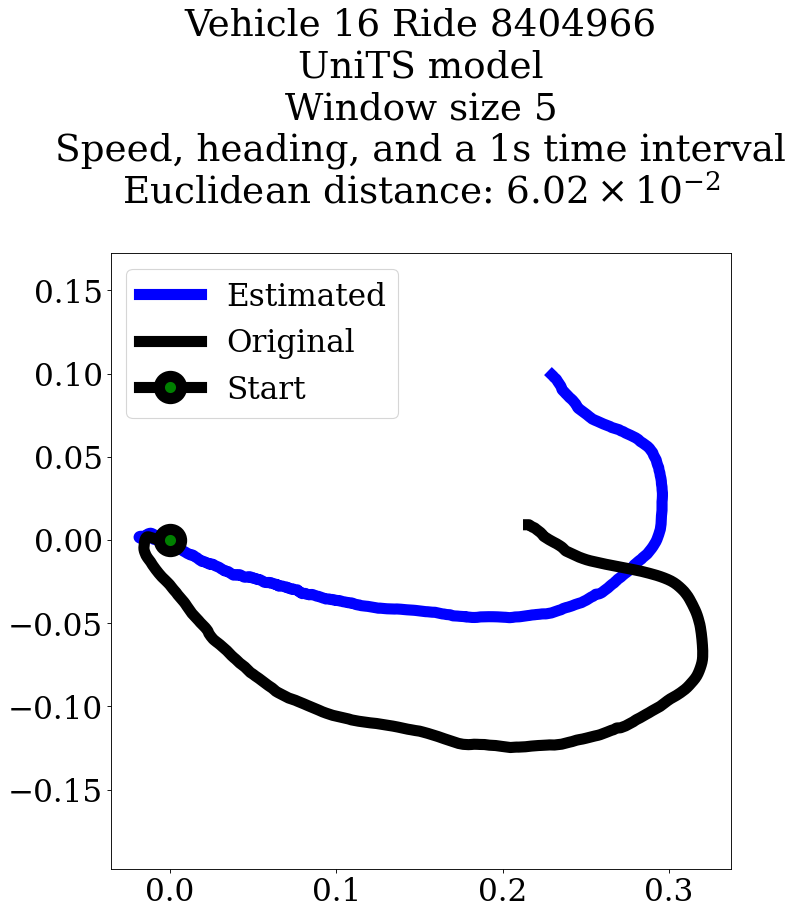 Vehicle 16 Ride 8404966
UniTS model
Window size 5
Speed, heading, and a 1s time interval
Euclidean distance: 6.02 × 10⁻²
Estimated
Original
Start
0.15
0.10
0.05
0.00
−0.05
−0.10
−0.15
0.0 0.1 0.2 0.3